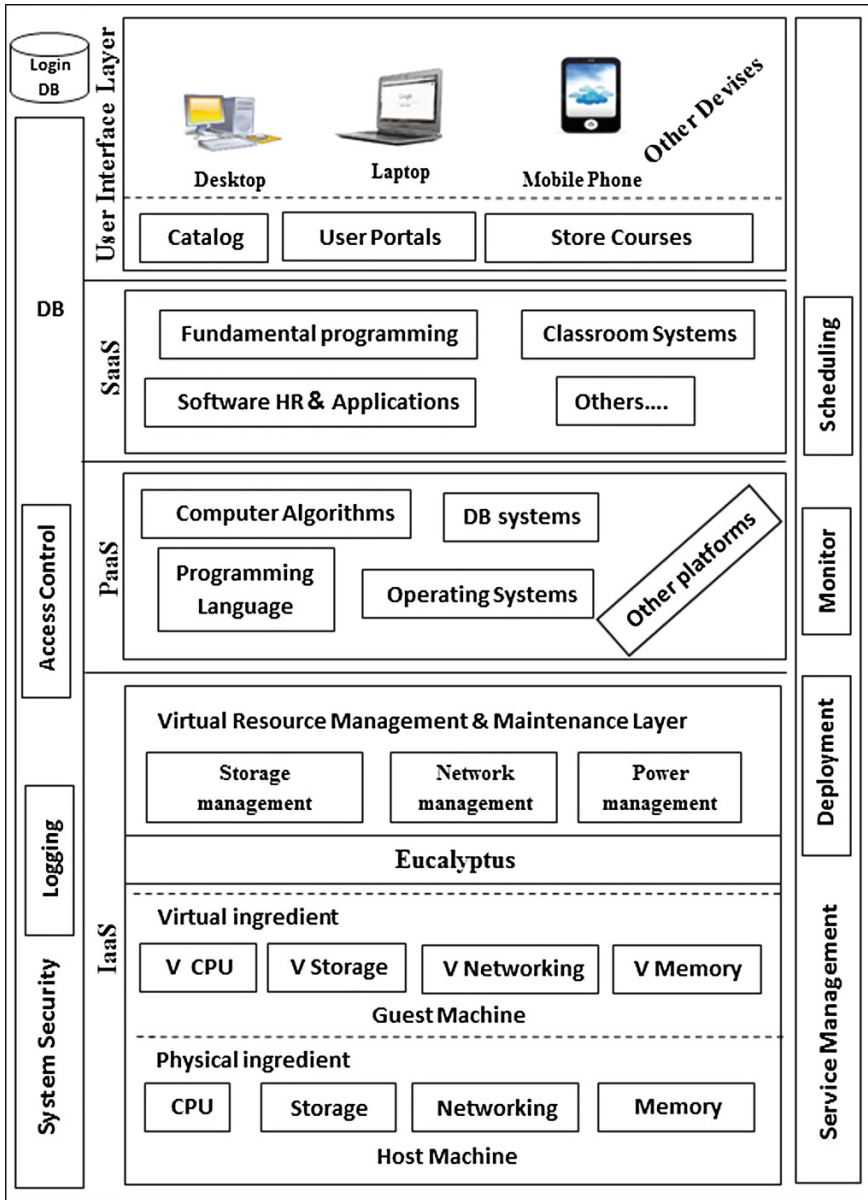 Login
DB
DB
Access Control
Logging
System Security
User Interface Layer
Desktop
Laptop
Mobile Phone
Other Devises
Catalog
User Portals
Store Courses
SaaS
Fundamental programming
Classroom Systems
Software HR & Applications
Others....
PaaS
Computer Algorithms
DB systems
Programming
Language
Operating Systems
Other platforms
IaaS
Virtual Resource Management & Maintenance Layer
Storage
management
Network
management
Power
management
Eucalyptus
Virtual ingredient
V CPU
V Storage
V Networking
V Memory
Guest Machine
Physical ingredient
CPU
Storage
Networking
Memory
Host Machine
Scheduling
Monitor
Deployment
Service Management